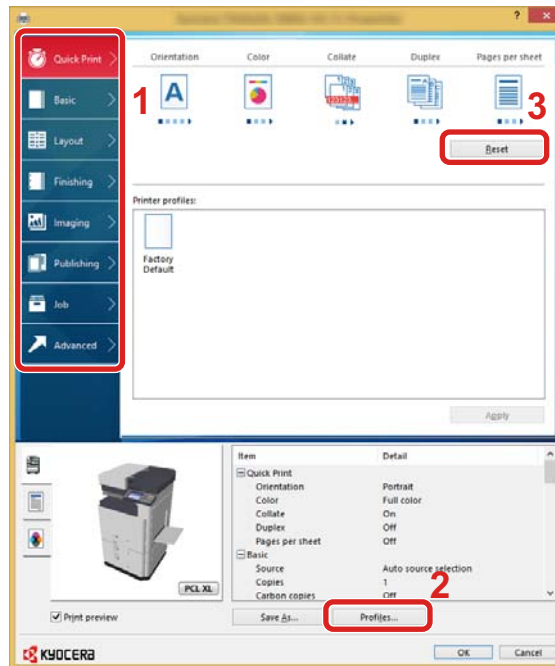 ?
Quick Print
Orientation Color Collate Duplex Pages per sheet
1
3
Basic
A
123123
Layout
Reset
Finishing
Printer profiles:
Imaging
Publishing
Factory
Default
Job
Advanced
Apply
Item Detail
Quick Print
Orientation Portrait
Color Full color
Collate On
Duplex Off
Pages per sheet Off
Basic
Source Auto source selection
Copies 1
Carbon copies Off
2
PCL XL
Print preview
Save As...
Profiles...
KYOCERA
OK
Cancel